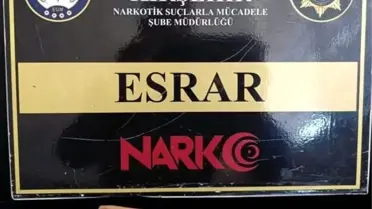 NARKOTİK SUÇLARLA MÜCADELE
ŞUBE MÜDÜRLÜĞÜ
ESRAR
NARKO